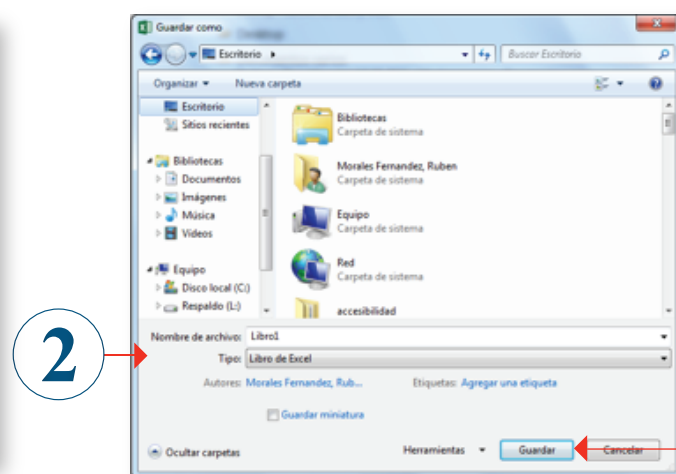 Guardar como
Escritorio
Buscar Escritorio
Organizar
Nueva carpeta
Escritorio
Sitios recientes
Bibliotecas
Documentos
Imágenes
Música
Vídeos
Equipo
Disco local (C:)
Respaldo (L:)
Bibliotecas
Carpeta de sistema
Morales Fernandez, Ruben
Carpeta de sistema
Equipo
Carpeta de sistema
Red
Carpeta de sistema
accesibilidad
2
Nombre de archivo: Libro1
Tipo: Libro de Excel
Autores: Morales Fernandez, Rub...
Etiquetas: Agregar una etiqueta
Guardar miniatura
Ocultar carpetas
Herramientas
Guardar
Cancelar